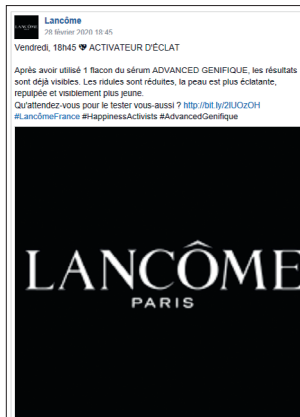 LANCÔME
Lancôme
28 février 2020 18:45
Vendredi, 18h45 ACTIVATEUR D'ÉCLAT
Après avoir utilisé 1 flacon du sérum ADVANCED GENIFIQUE, les résultats
sont déjà visibles. Les ridules sont réduites, la peau est plus éclatante,
repulpée et visiblement plus jeune.
Qu'attendez-vous pour le tester vous-aussi ? http://bit.ly/2IUOzOH
#LancômeFrance #HappinessActivists #AdvancedGenifique
LANCÔME
PARIS